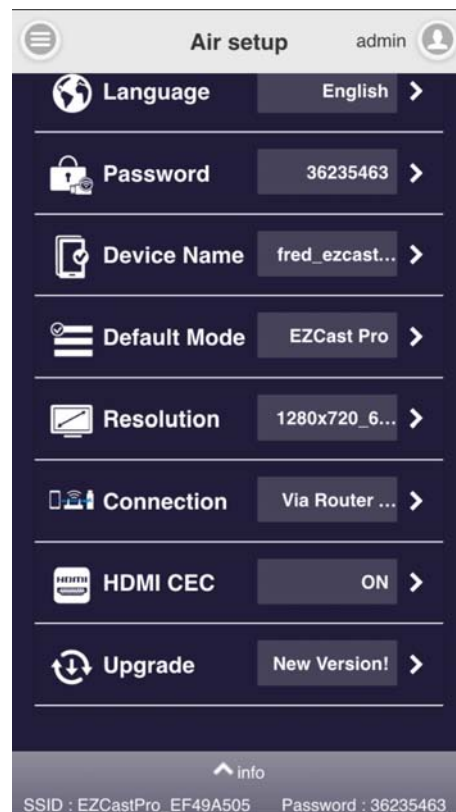 Air setup admin
Language English
Password 36235463
Device Name fred_ezcast...
Default Mode EZCast Pro
Resolution 1280x720_6...
Connection Via Router ...
HDMI HDMI CEC ON
Upgrade New Version!
info
SSID : EZCastPro_EF49A505 Password : 36235463